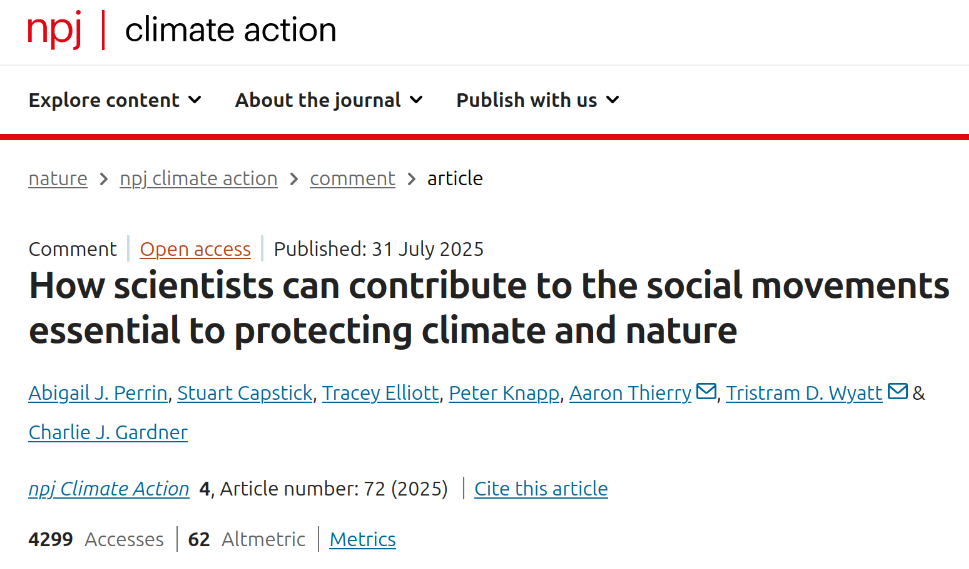 npj | climate action
Explore content About the journal Publish with us
nature > npj climate action > comment > article
Comment | Open access | Published: 31 July 2025
How scientists can contribute to the social movements
essential to protecting climate and nature
Abigail J. Perrin, Stuart Capstick, Tracey Elliott, Peter Knapp, Aaron Thierry, Tristram D. Wyatt &
Charlie J. Gardner
npj Climate Action 4, Article number: 72 (2025) | Cite this article
4299 Accesses | 62 Altmetric | Metrics